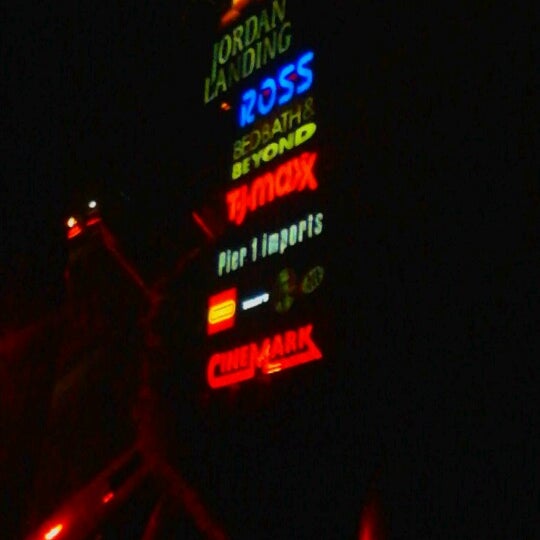 JORDAN
LANDING
ROSS
BED BATH &
BEYOND
TJ-maxx
Pier 1 imports
CINEMARK